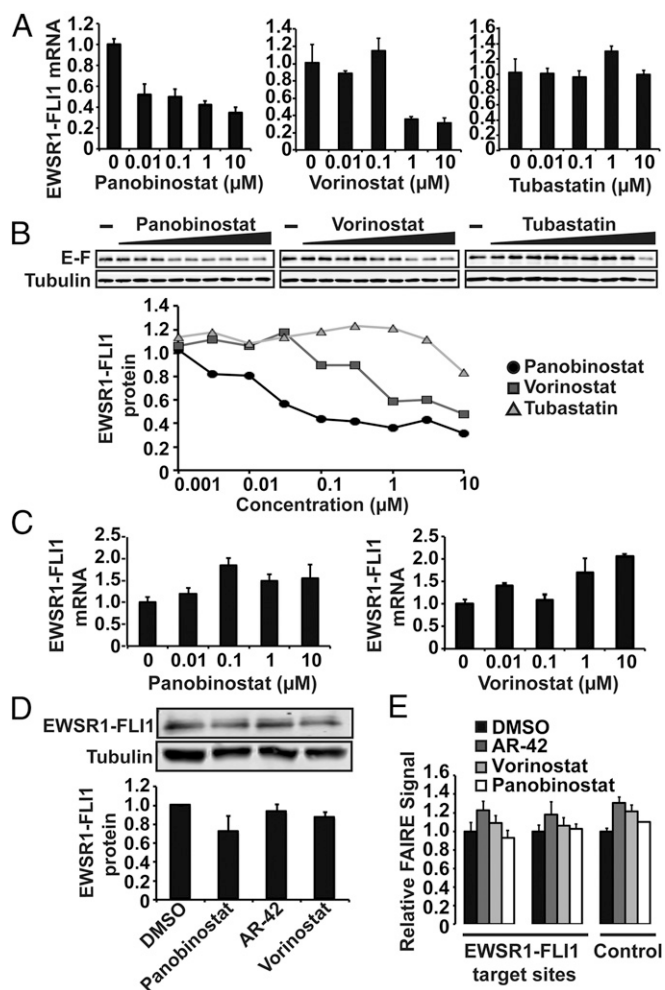 A
EWSR1-FLI1 mRNA
1.2
1.0
0.8
0.6
0.4
0.2
0
0 0.01 0.1 1 10
Panobinostat (µM)
1.4
1.2
1.0
0.8
0.6
0.4
0.2
0
0 0.01 0.1 1 10
Vorinostat (µM)
1.6
1.4
1.2
1.0
0.8
0.6
0.4
0.2
0
0 0.01 0.1 1 10
Tubastatin (µM)
B
– Panobinostat
– Vorinostat
– Tubastatin
E-F
Tubulin
EWSR1-FLI1
protein
1.4
1.2
1.0
0.8
0.6
0.4
0.2
0
0.001 0.01 0.1 1 10
Concentration (µM)
Panobinostat
Vorinostat
Tubastatin
C
EWSR1-FLI1
mRNA
2.5
2.0
1.5
1.0
0.5
0
0 0.01 0.1 1 10
Panobinostat
(µM)
EWSR1-FLI1
mRNA
2.5
2.0
1.5
1.0
0.5
0
0 0.01 0.1 1 10
Vorinostat
(µM)
D
EWSR1-FLI1
Tubulin
EWSR1-FLI1
protein
1.2
1
0.8
0.6
0.4
0.2
0
DMSO
Panobinostat
AR-42
Vorinostat
E
DMSO
AR-42
Vorinostat
Panobinostat
Relative FAIRE Signal
1.6
1.4
1.2
1.0
0.8
0.6
0.4
0.2
0
EWSR1-FLI1
target sites
Control